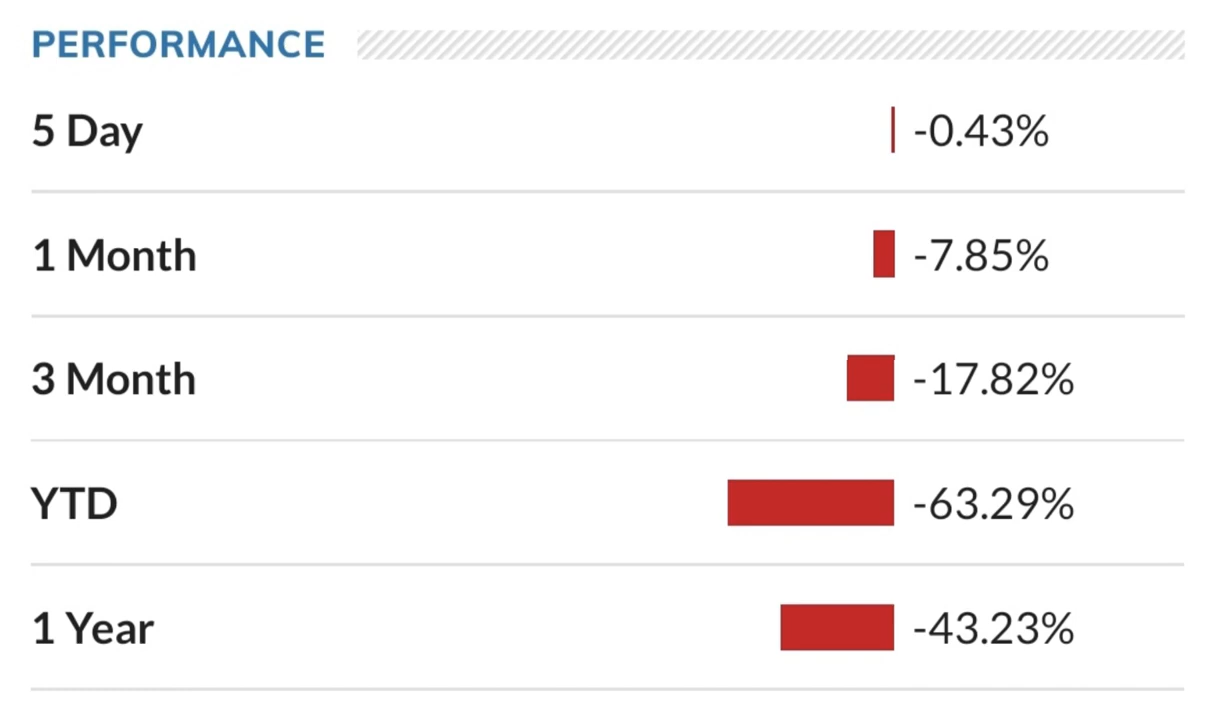 PERFORMANCE
5 Day -0.43%
1 Month -7.85%
3 Month -17.82%
YTD -63.29%
1 Year -43.23%